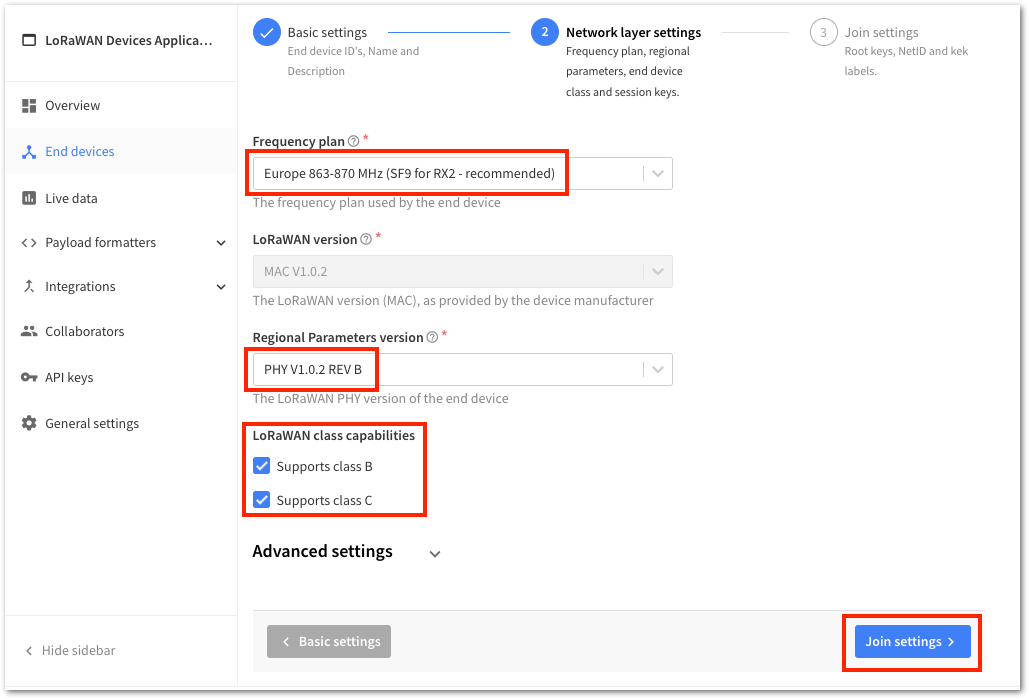 LoRaWAN Devices Applica...
Overview
End devices
Live data
Payload formatters
Integrations
Collaborators
API keys
General settings
Hide sidebar
Basic settings
End device ID's, Name and
Description
2
Network layer settings
Frequency plan, regional
parameters, end device
class and session keys.
3
Join settings
Root keys, NetID and kek
labels.
Frequency plan ? *
Europe 863-870 MHz (SF9 for RX2 - recommended)
The frequency plan used by the end device
LoRaWAN version ? *
MAC V1.0.2
The LoRaWAN version (MAC), as provided by the device manufacturer
Regional Parameters version ? *
PHY V1.0.2 REV B
The LoRaWAN PHY version of the end device
LoRaWAN class capabilities
Supports class B
Supports class C
Advanced settings
Basic settings
Join settings